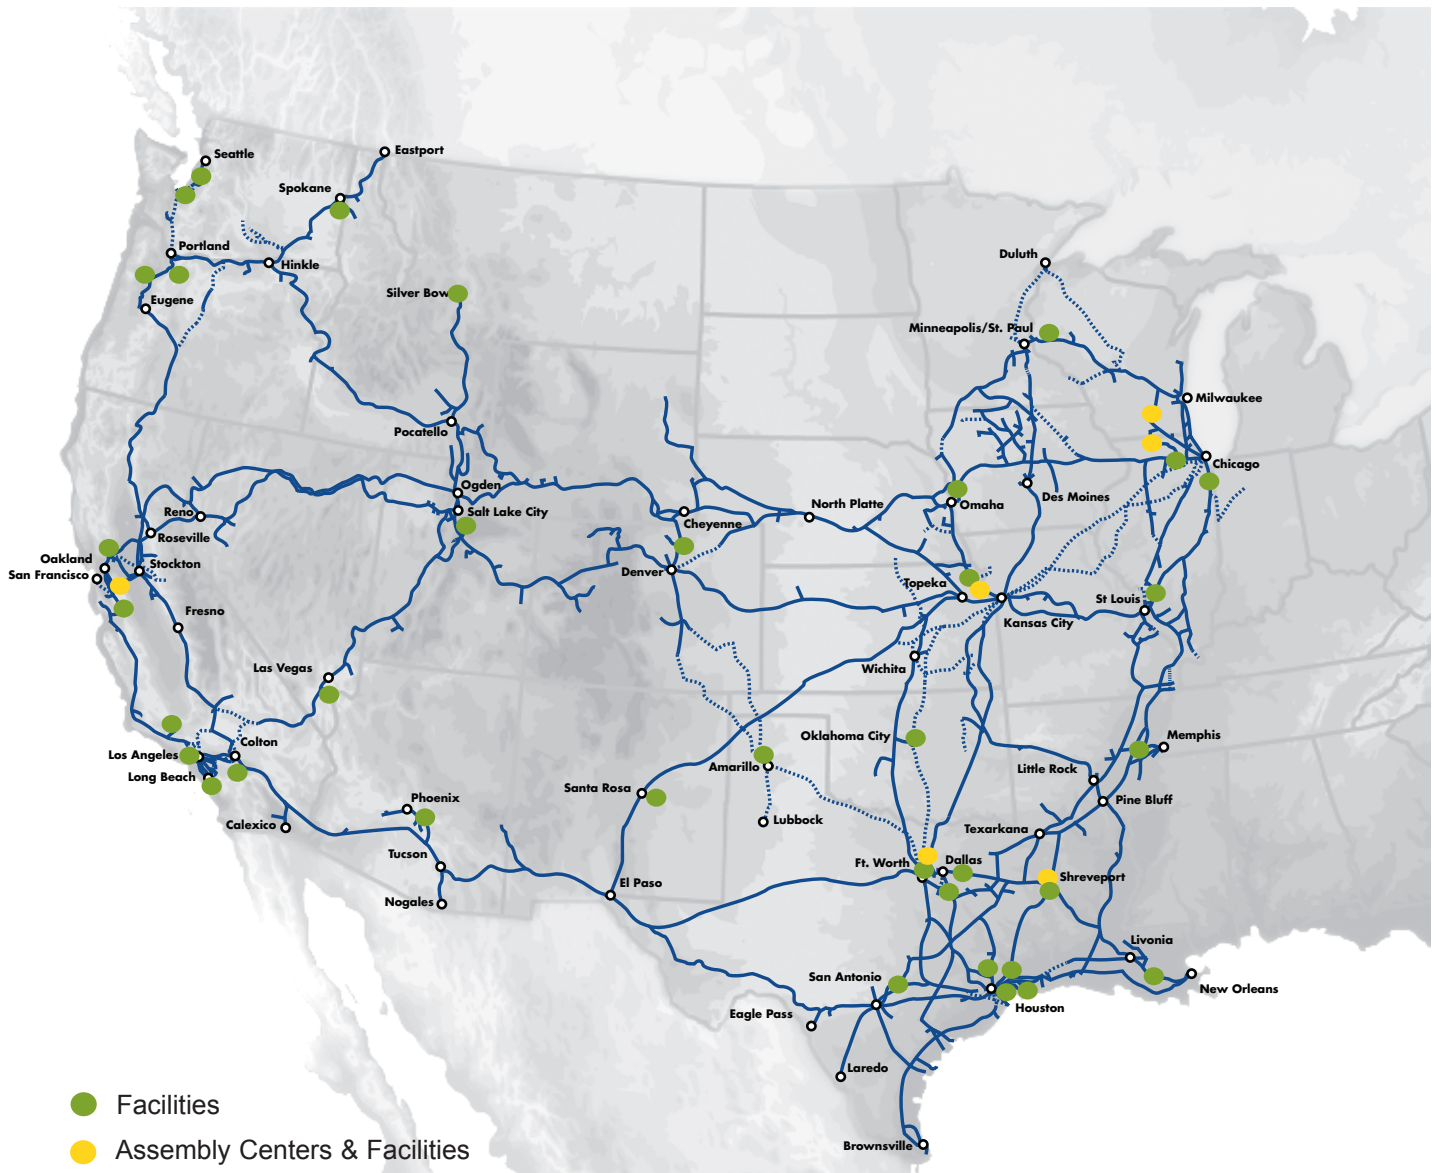 Seattle
Eastport
Spokane
Portland
Hinkle
Duluth
Silver Bow
Eugene
Minneapolis/St. Paul
Milwaukee
Pocatello
Chicago
Ogden
Des Moines
North Platte
Omaha
Reno
Salt Lake City
Cheyenne
Roseville
Oakland
Stockton
San Francisco
Denver
Topeka
St Louis
Fresno
Kansas City
Las Vegas
Wichita
Oklahoma City
Memphis
Colton
Los Angeles
Amarillo
Little Rock
Long Beach
Santa Rosa
Phoenix
Pine Bluff
Lubbock
Calexico
Texarkana
Tucson
Ft. Worth
Dallas
Shreveport
El Paso
Nogales
Livonia
San Antonio
New Orleans
Houston
Eagle Pass
Laredo
Facilities
Brownsville
Assembly Centers & Facilities